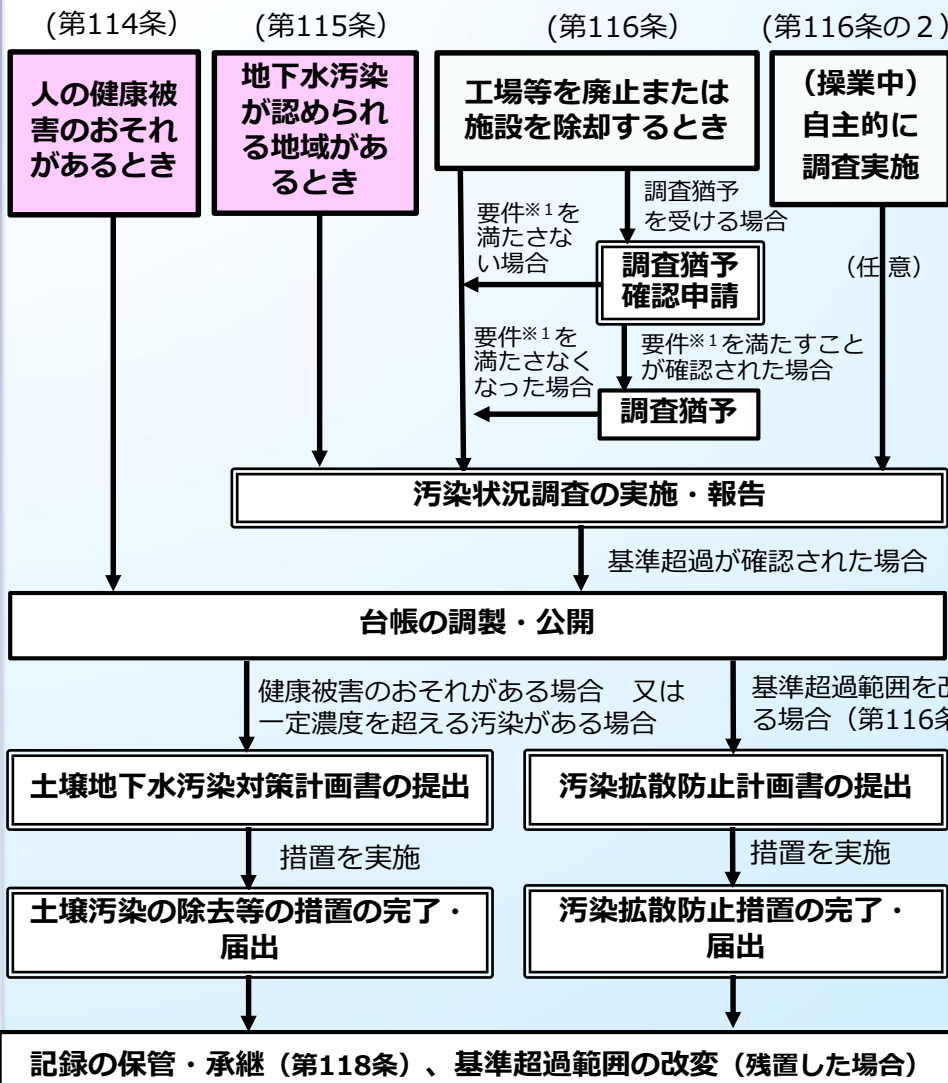 (第114条)
(第115条)
(第116条)
(第116条の２)
人の健康被
害のおそれ
があるとき
地下水汚染
が認められ
る地域があ
るとき
工場等を廃止または
施設を除却するとき
（操業中）
自主的に
調査実施
要件※1を
満たさな
い場合
調査猶予
を受ける場合
調査猶予
確認申請
（任意）
要件※1を
満たさなく
なった場合
要件※1を満たすこと
が確認された場合
調査猶予
汚染状況調査の実施・報告
基準超過が確認された場合
台帳の調製・公開
健康被害のおそれがある場合　又は
一定濃度を超える汚染がある場合
基準超過範囲を
る場合（第116条
土壌地下水汚染対策計画書の提出
汚染拡散防止計画書の提出
措置を実施
措置を実施
土壌汚染の除去等の措置の完了・
届出
汚染拡散防止措置の完了・
届出
記録の保管・承継（第118条）、基準超過範囲の改変（残置した場合）